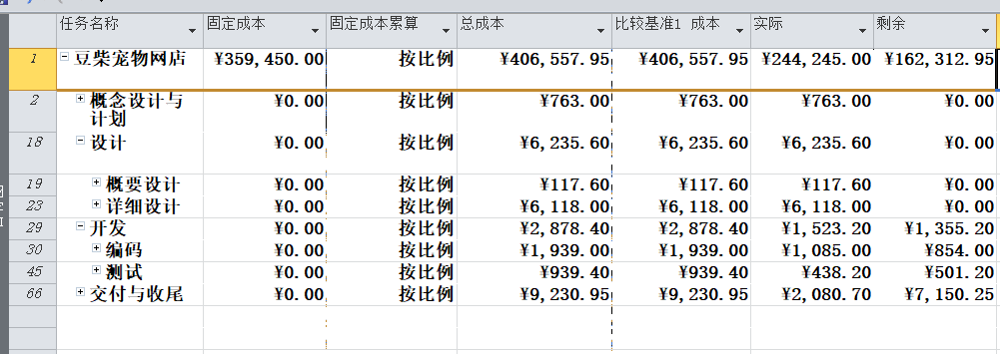 任务名称 固定成本 固定成本累算 总成本 比较基准1 成本 实际 剩余
1 豆柴宠物网店 ¥359,450.00 按比例 ¥406,557.95 ¥406,557.95 ¥244,245.00 ¥162,312.95
2 概念设计与 ¥0.00 按比例 ¥763.00 ¥763.00 ¥763.00 ¥0.00
计划
18 设计 ¥0.00 按比例 ¥6,235.60 ¥6,235.60 ¥6,235.60 ¥0.00
19 概要设计 ¥0.00 按比例 ¥117.60 ¥117.60 ¥117.60 ¥0.00
23 详细设计 ¥0.00 按比例 ¥6,118.00 ¥6,118.00 ¥6,118.00 ¥0.00
29 开发 ¥0.00 按比例 ¥2,878.40 ¥2,878.40 ¥1,523.20 ¥1,355.20
30 编码 ¥0.00 按比例 ¥1,939.00 ¥1,939.00 ¥1,085.00 ¥854.00
45 测试 ¥0.00 按比例 ¥939.40 ¥939.40 ¥438.20 ¥501.20
66 交付与收尾 ¥0.00 按比例 ¥9,230.95 ¥9,230.95 ¥2,080.70 ¥7,150.25